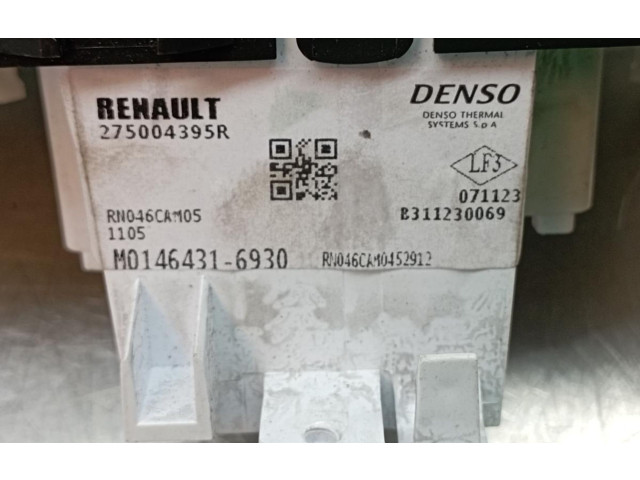 RENAULT
275004395R
DENSO
DENSO THERMAL
SYSTEMS S.p.A
LF3
071123
B311230069
RN046CAM05
1105
M0146431-6930
RN046CAM0452912